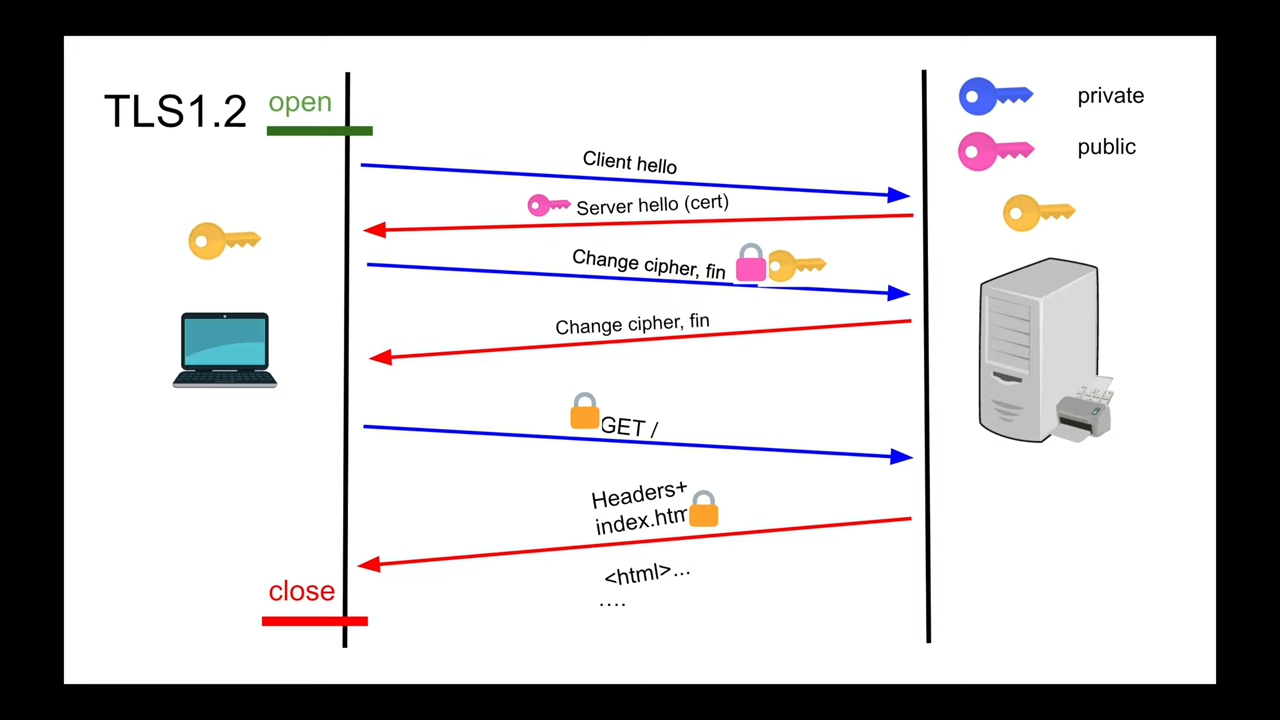 TLS1.2
open
private
public
Client hello
Server hello (cert)
Change cipher, fin
Change cipher, fin
GET /
Headers+
index.htm
<html>...
....
close